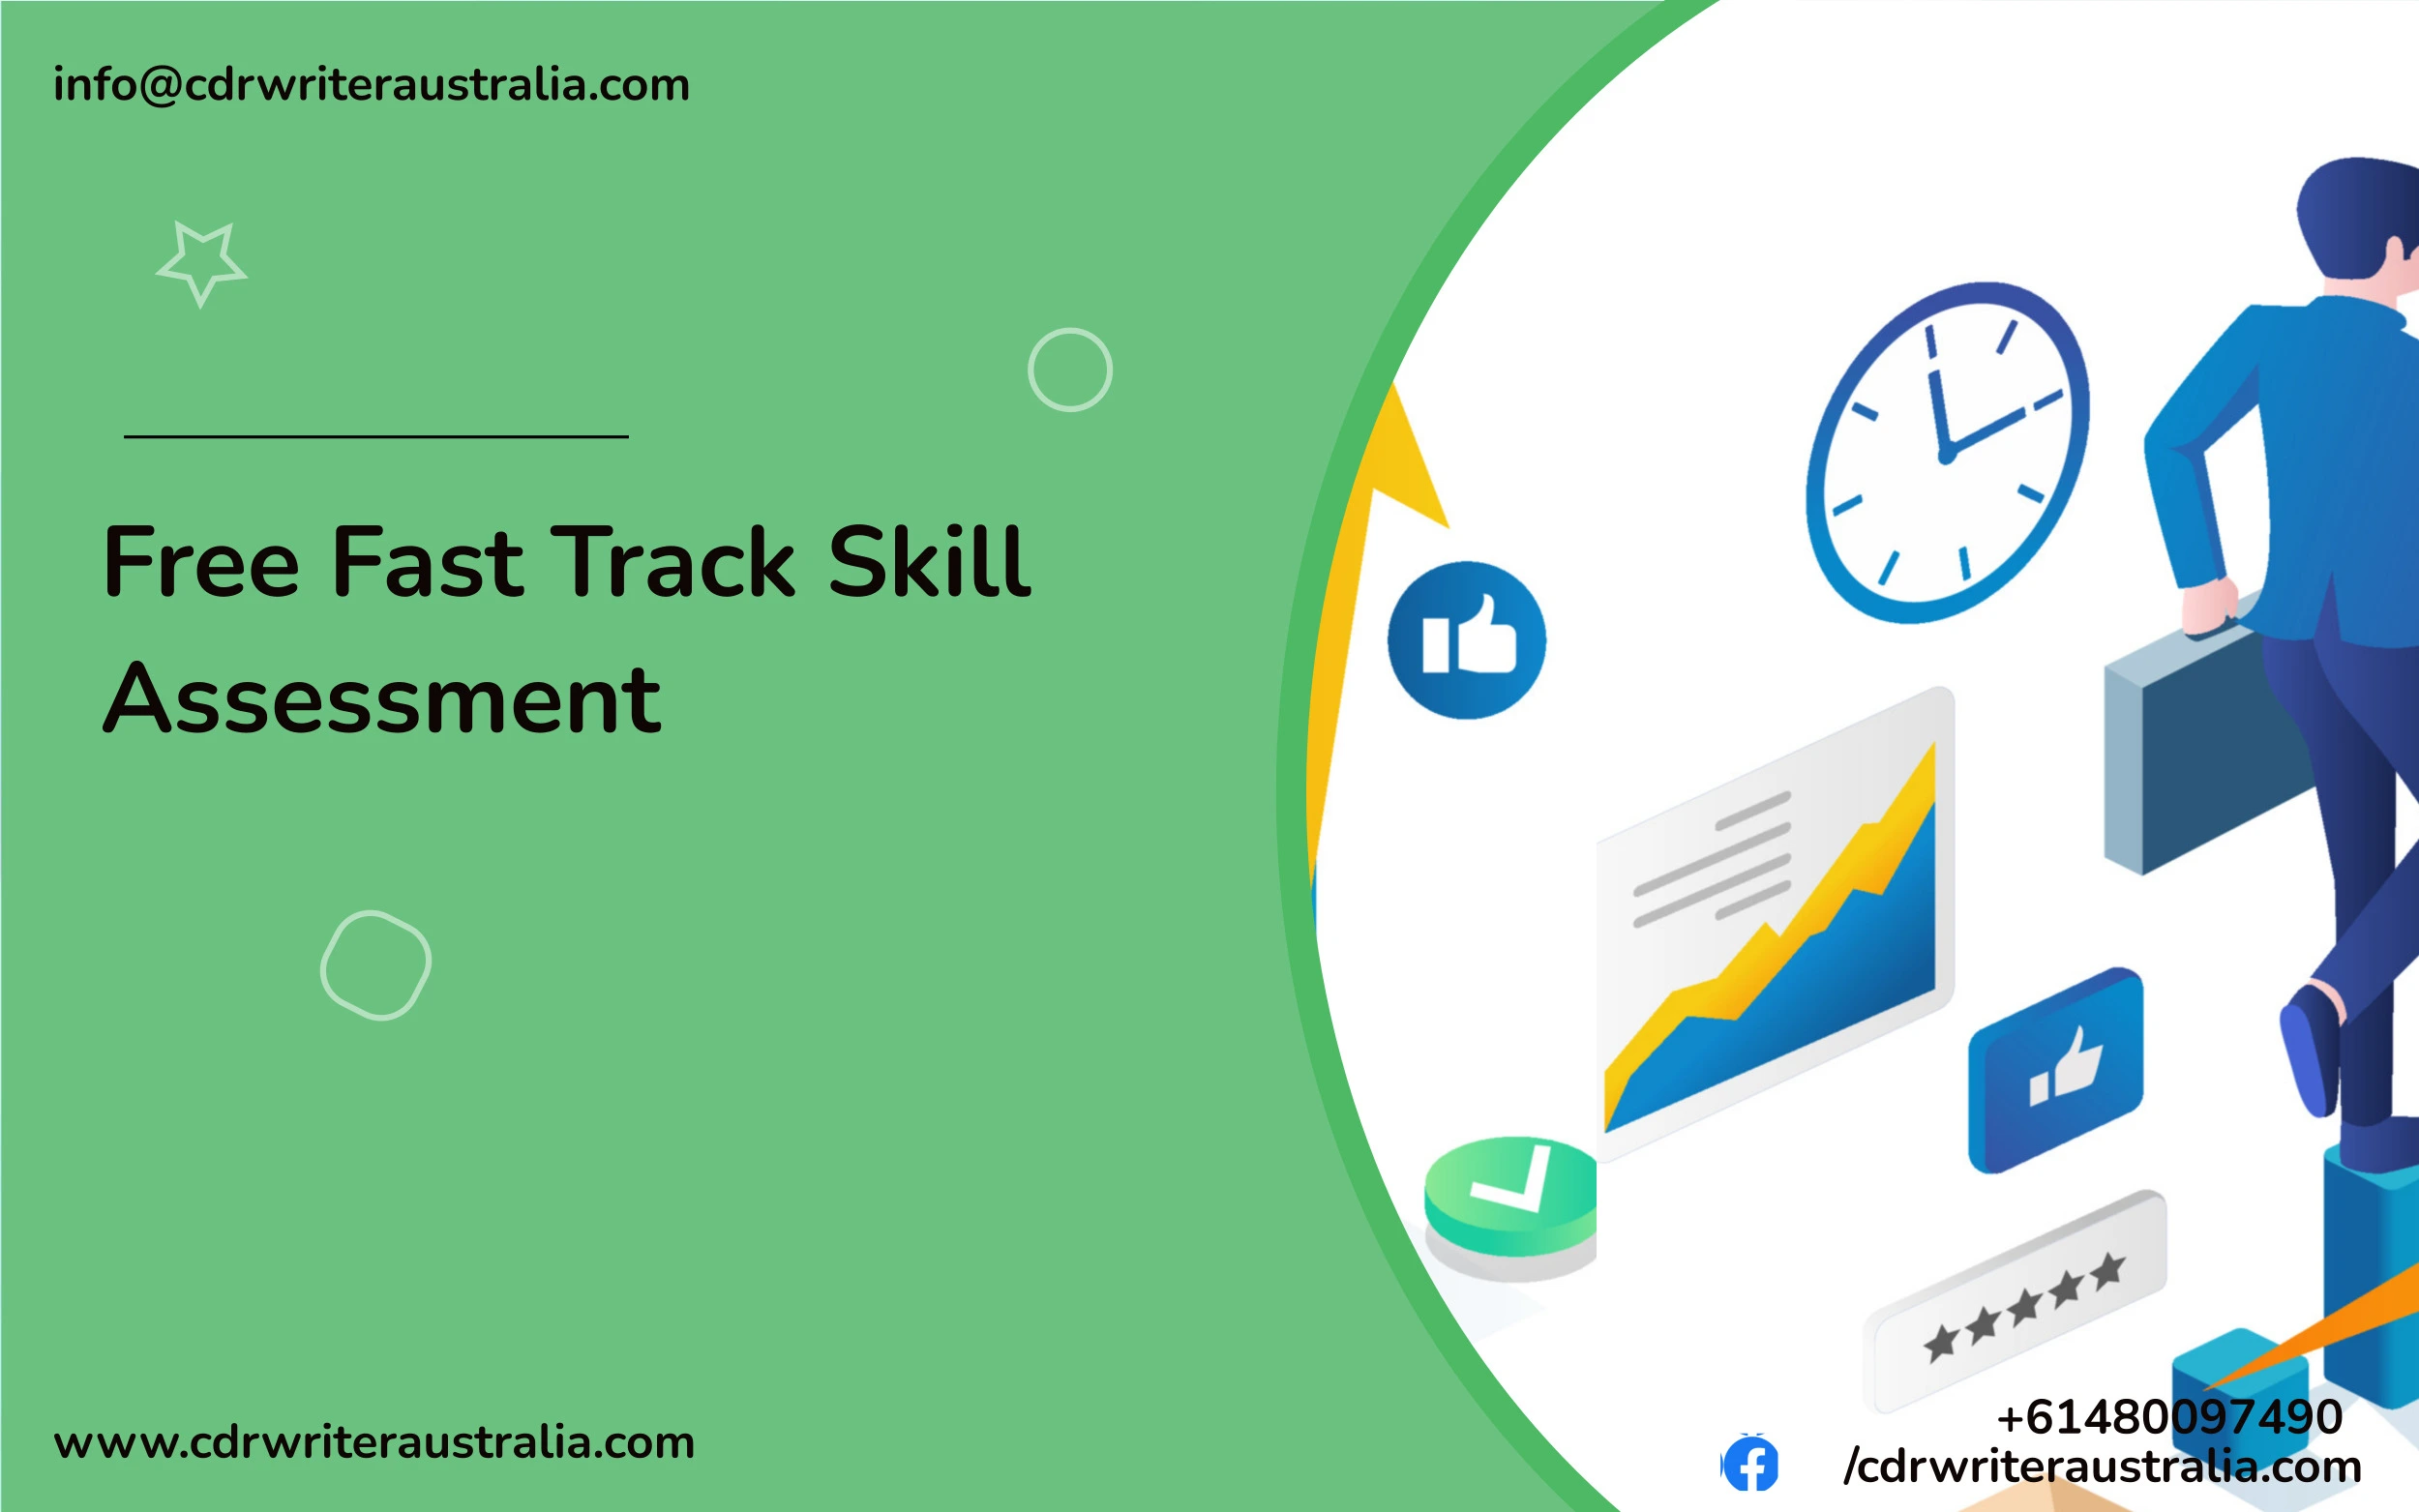 info@cdrwriteraustralia.com
Free Fast Track Skill
Assessment
www.cdrwriteraustralia.com
+61480097490
/cdrwriteraustralia.com